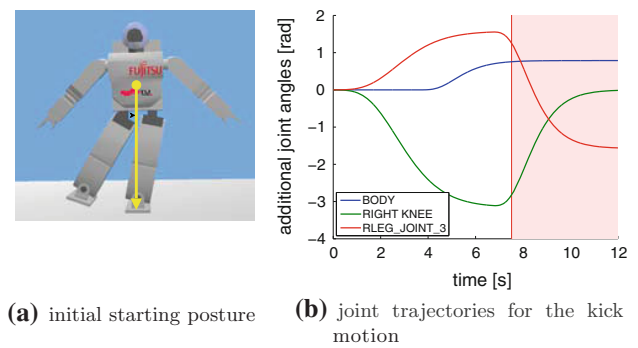 FUJITSU
additional joint angles [rad]
2
1
0
-1
-2
-3
-4
BODY
RIGHT KNEE
RLEG_JOINT_3
0 2 4 6 8 10 12
time [s]
(a) initial starting posture
(b) joint trajectories for the kick
motion